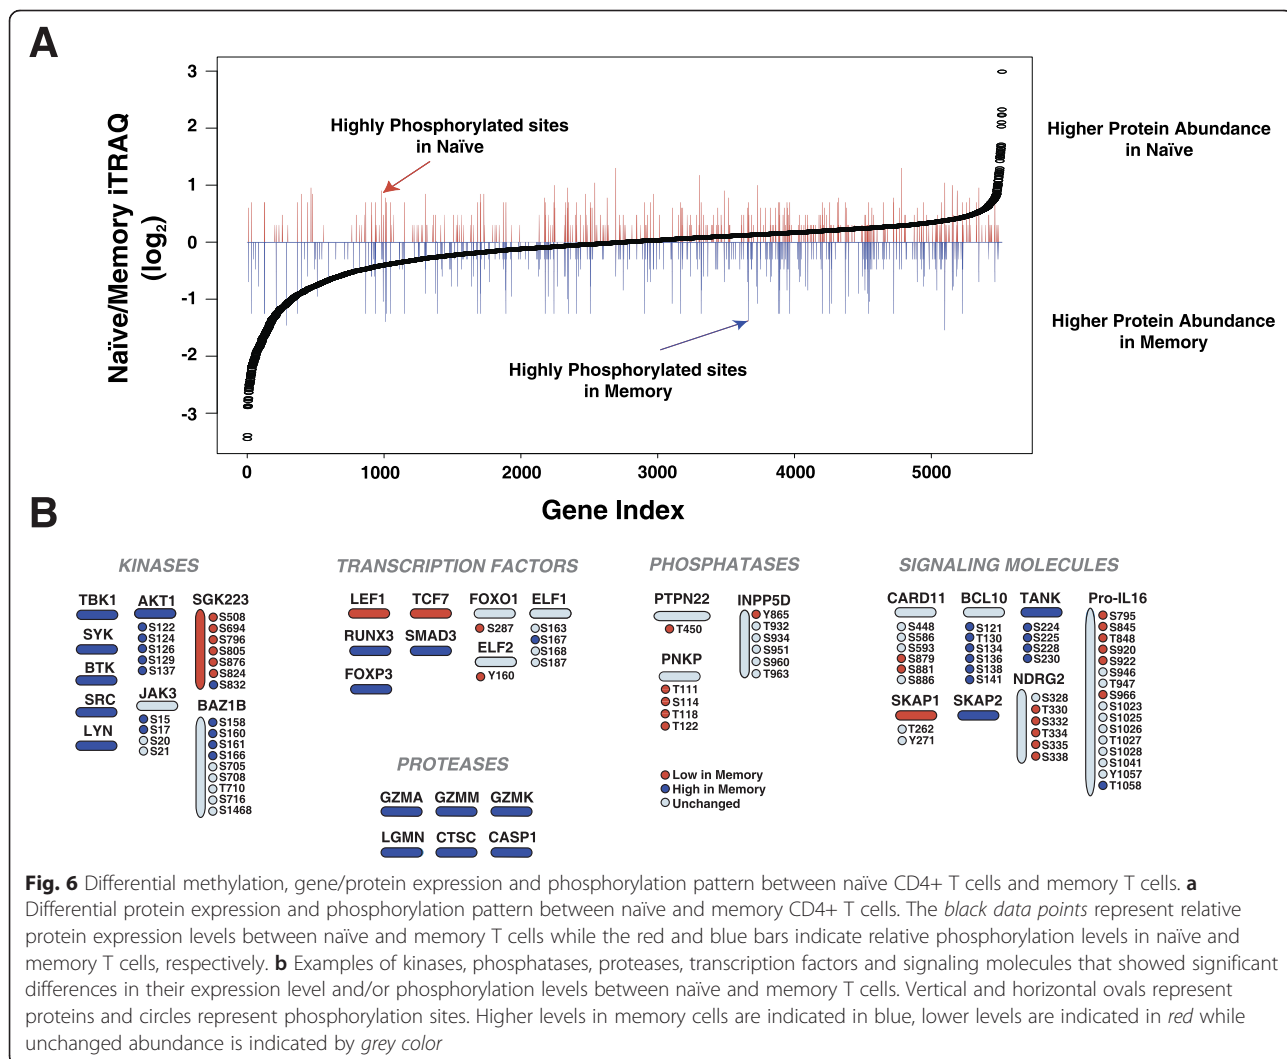 A
3
2
1
0
-1
-2
-3
Naïve/Memory iTRAQ
(log2)
Highly Phosphorylated sites
in Naïve
Highly Phosphorylated sites
in Memory
Higher Protein Abundance
in Naïve
Higher Protein Abundance
in Memory
0 1000 2000 3000 4000 5000
Gene Index
B
KINASES
TBK1
SYK
BTK
SRC
LYN
AKT1
S122
S124
S126
S129
S137
JAK3
S15
S17
S20
S21
SGK223
S508
S694
S796
S805
S876
S824
S832
BAZ1B
S158
S160
S161
S166
S705
S708
T710
S716
S1468
TRANSCRIPTION FACTORS
LEF1
TCF7
FOXO1
S287
ELF1
S163
S167
S168
S187
RUNX3
SMAD3
ELF2
Y160
FOXP3
PROTEASES
GZMA GZMM GZMK
LGMN CTSC CASP1
PHOSPHATASES
PTPN22
T450
PNKP
T111
S114
T118
T122
INPP5D
Y865
T932
S934
S951
S960
T963
Low in Memory
High in Memory
Unchanged
SIGNALING MOLECULES
CARD11
S448
S586
S593
S879
S881
S886
BCL10
S121
T130
S134
S136
S138
S141
TANK
S224
S225
S228
S230
SKAP1
T262
Y271
SKAP2
NDRG2
S328
T330
S332
T334
S335
S338
Pro-IL16
S795
S845
T848
S920
S922
S946
T947
S966
S1023
S1025
S1026
T1027
S1028
S1041
Y1057
T1058
Fig. 6 Differential methylation, gene/protein expression and phosphorylation pattern between naïve CD4+ T cells and memory T cells. a
Differential protein expression and phosphorylation pattern between naïve and memory CD4+ T cells. The black data points represent relative
protein expression levels between naïve and memory T cells while the red and blue bars indicate relative phosphorylation levels in naïve and
memory T cells, respectively. b Examples of kinases, phosphatases, proteases, transcription factors and signaling molecules that showed significant
differences in their expression level and/or phosphorylation levels between naïve and memory T cells. Vertical and horizontal ovals represent
proteins and circles represent phosphorylation sites. Higher levels in memory cells are indicated in blue, lower levels are indicated in red while
unchanged abundance is indicated by grey color